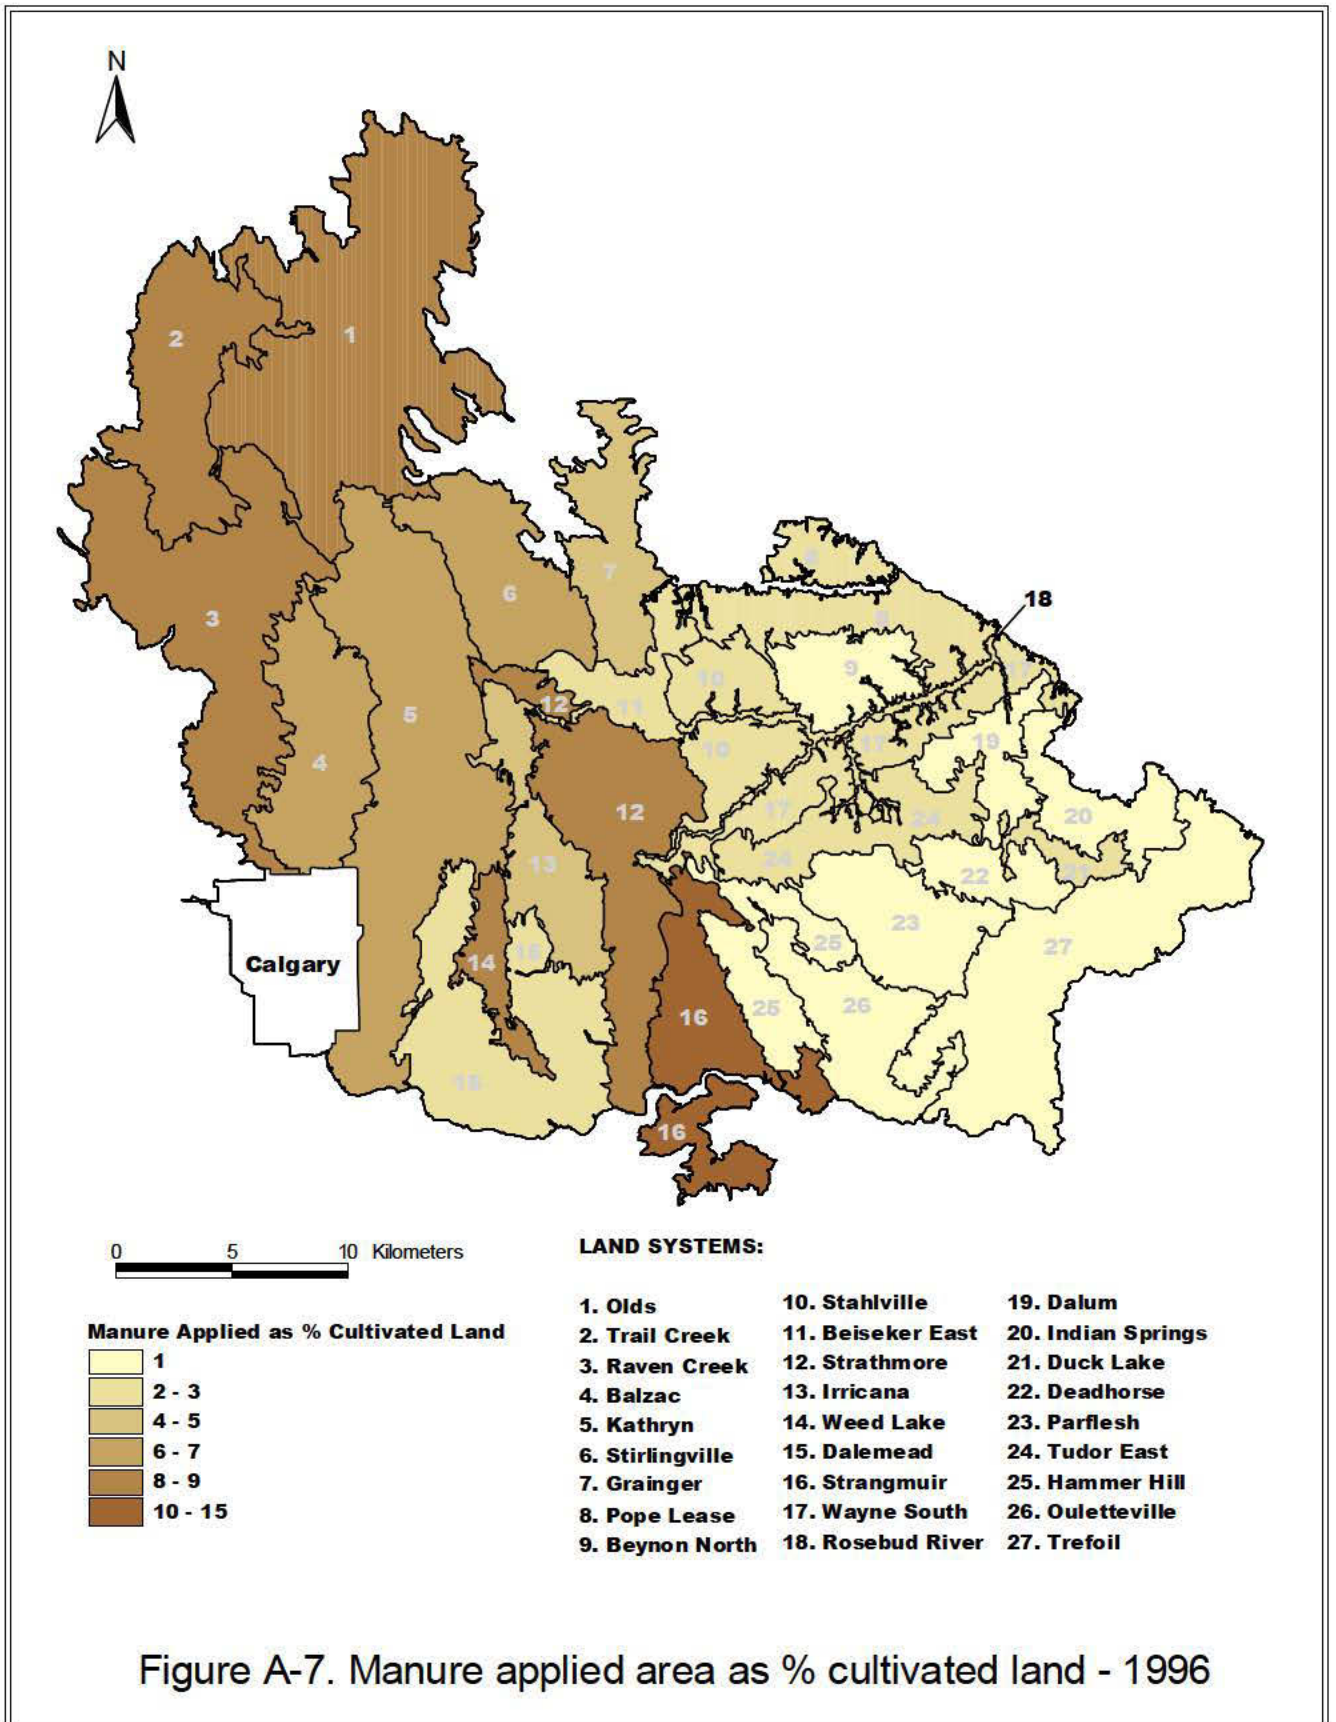 N
2
1
3
6
7
8
8
18
9
17
10
5
12
11
4
10
17
19
12
17
24
20
13
24
22
21
23
15
14
25
27
Calgary
16
25
26
15
16
0 5 10 Kilometers
Manure Applied as % Cultivated Land
1
2 - 3
4 - 5
6 - 7
8 - 9
10 - 15
LAND SYSTEMS:
1. Olds
2. Trail Creek
3. Raven Creek
4. Balzac
5. Kathryn
6. Stirlingville
7. Grainger
8. Pope Lease
9. Beynon North
10. Stahlville
11. Beiseker East
12. Strathmore
13. Irricana
14. Weed Lake
15. Dalemead
16. Strangmuir
17. Wayne South
18. Rosebud River
19. Dalum
20. Indian Springs
21. Duck Lake
22. Deadhorse
23. Parflesh
24. Tudor East
25. Hammer Hill
26. Ouletteville
27. Trefoil
Figure A-7. Manure applied area as % cultivated land - 1996